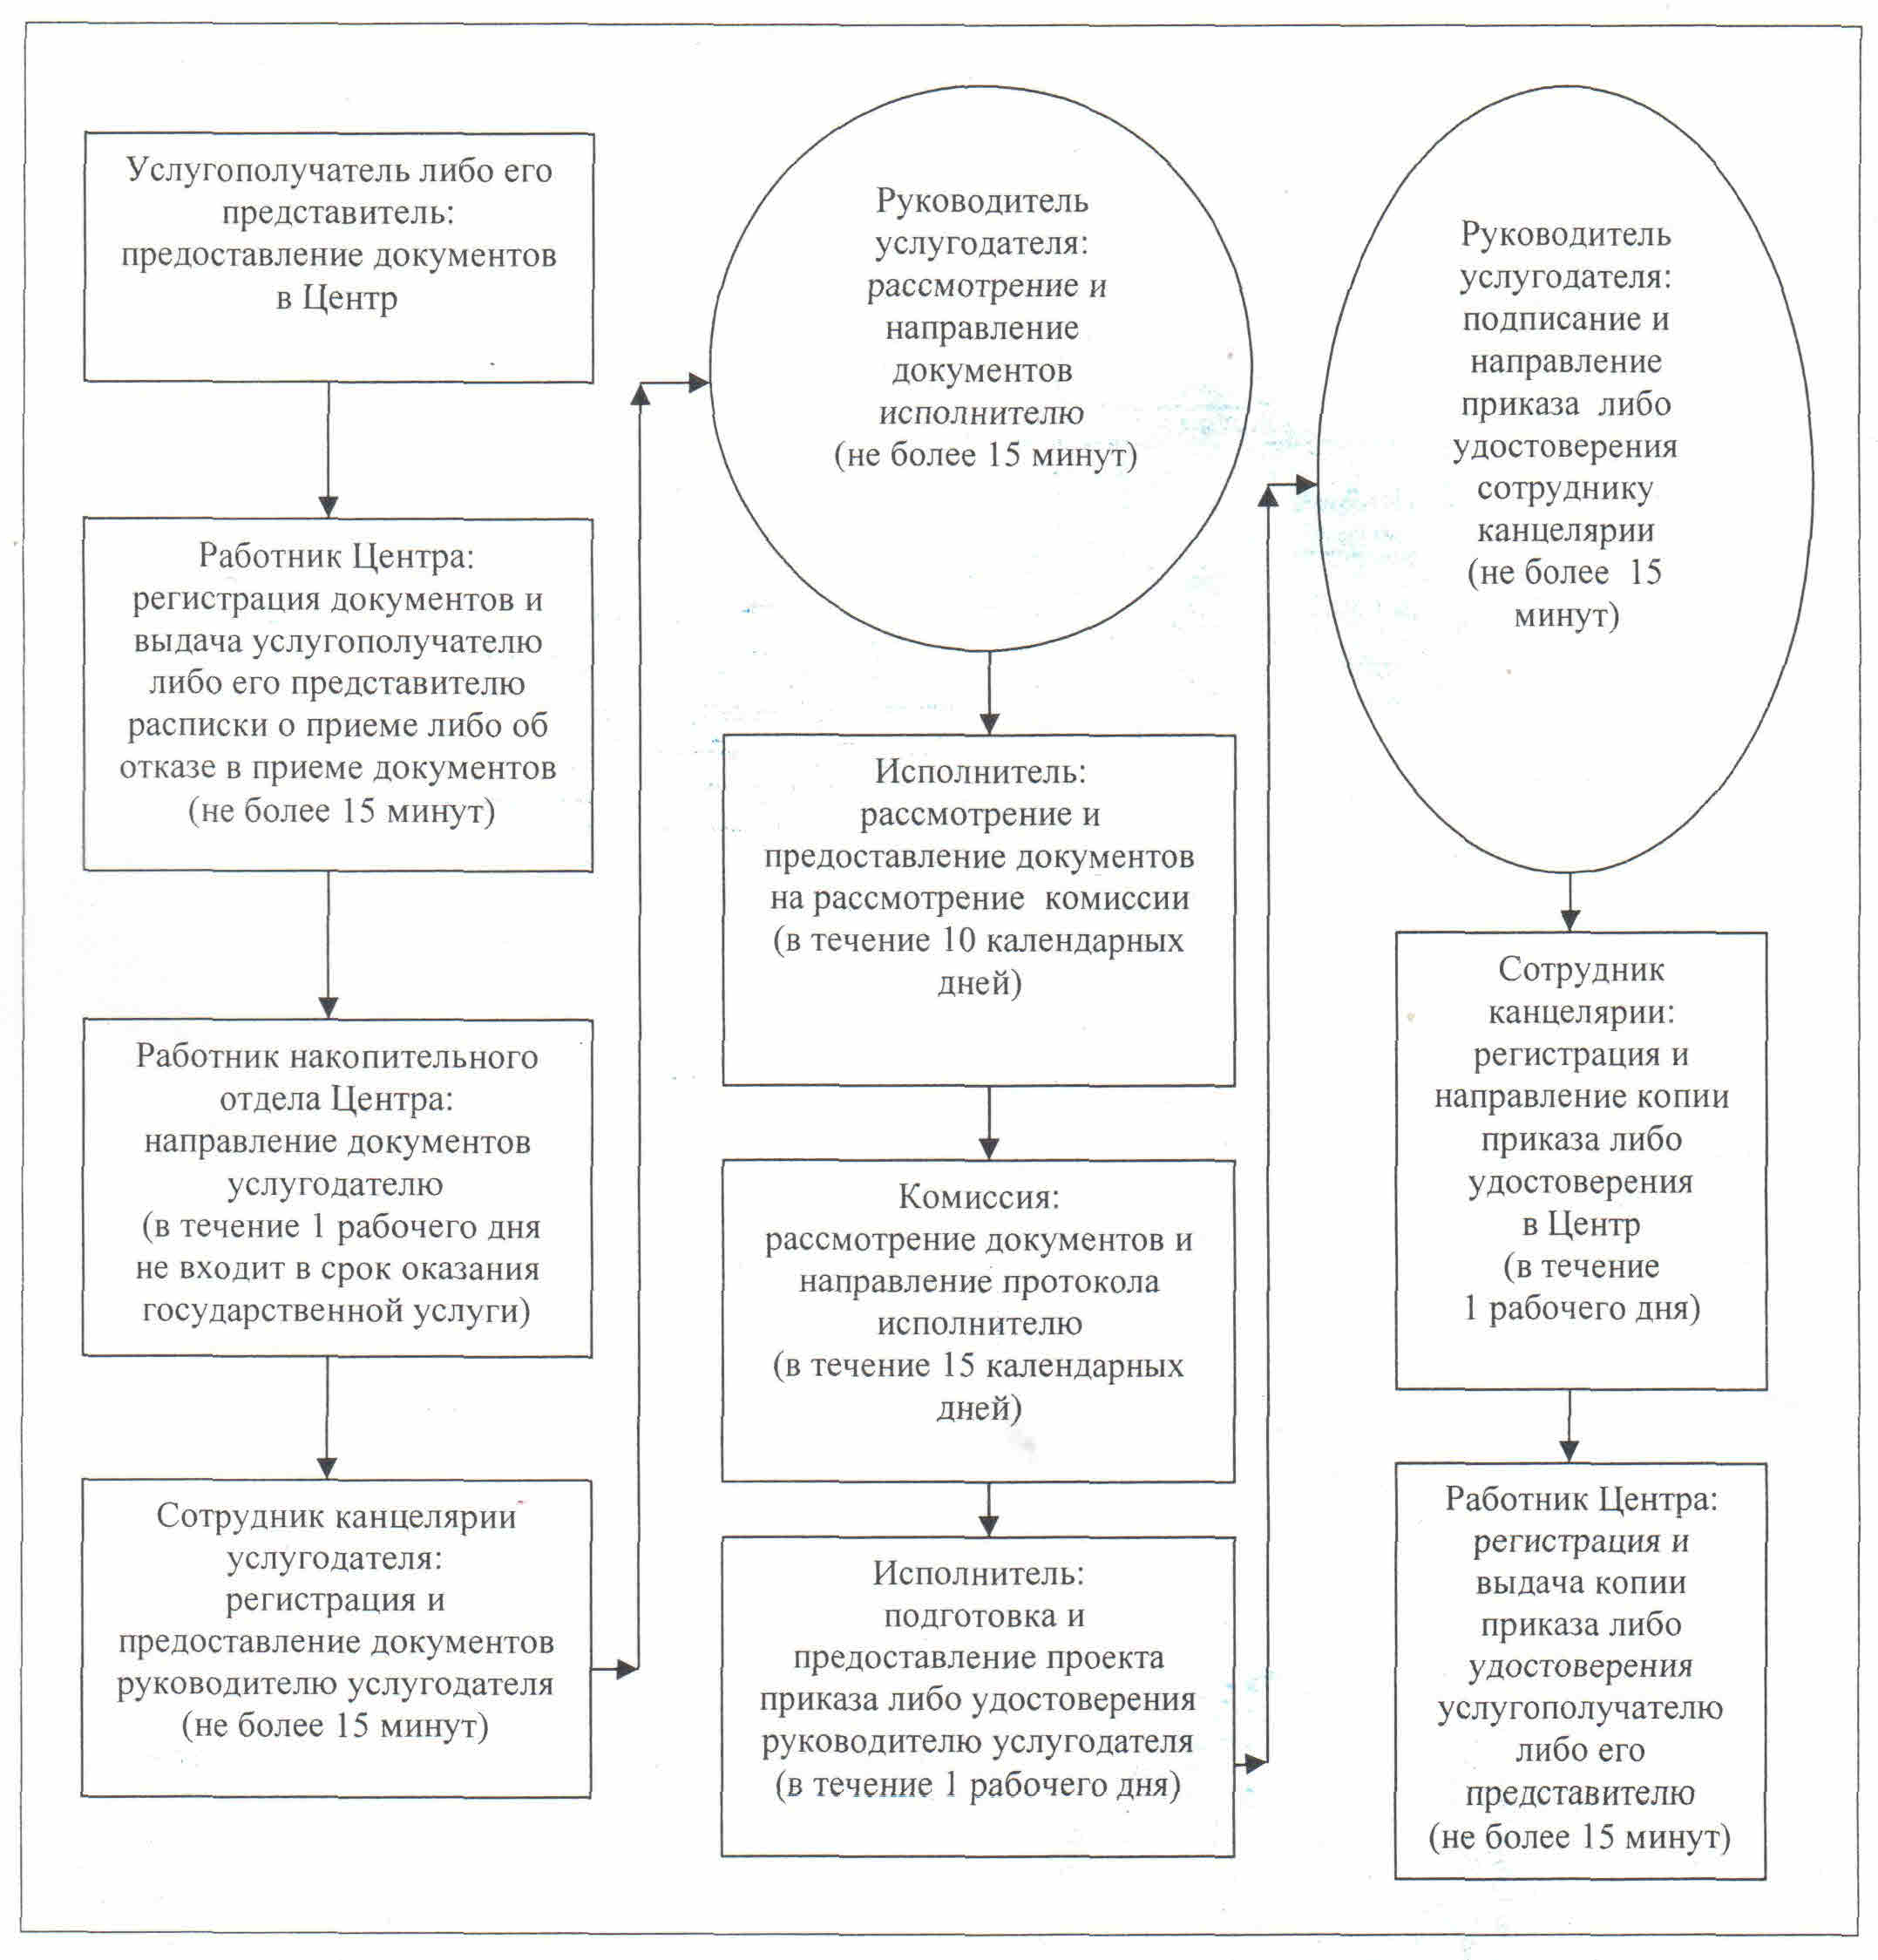 Услугополучатель либо его
представитель:
предоставление документов
в Центр
Работник Центра:
регистрация документов и
выдача услугополучателю
либо его представителю
расписки о приеме либо об
отказе в приеме документов
(не более 15 минут)
Работник накопительного
отдела Центра:
направление документов
услугодателю
(в течение 1 рабочего дня
не входит в срок оказания
государственной услуги)
Сотрудник канцелярии
услугодателя:
регистрация и
предоставление документов
руководителю услугодателя
(не более 15 минут)
Руководитель
услугодателя:
рассмотрение и
направление
документов
исполнителю
(не более 15 минут)
Исполнитель:
рассмотрение и
предоставление документов
на рассмотрение комиссии
(в течение 10 календарных
дней)
Комиссия:
рассмотрение документов и
направление протокола
исполнителю
(в течение 15 календарных
дней)
Исполнитель:
подготовка и
предоставление проекта
приказа либо удостоверения
руководителю услугодателя
(в течение 1 рабочего дня)
Руководитель
услугодателя:
подписание и
направление
приказа либо
удостоверения
сотруднику
канцелярии
(не более 15
минут)
Сотрудник
канцелярии:
регистрация и
направление копии
приказа либо
удостоверения
в Центр
(в течение
1 рабочего дня)
Работник Центра:
регистрация и
выдача копии
приказа либо
удостоверения
услугополучателю
либо его
представителю
(не более 15 минут)